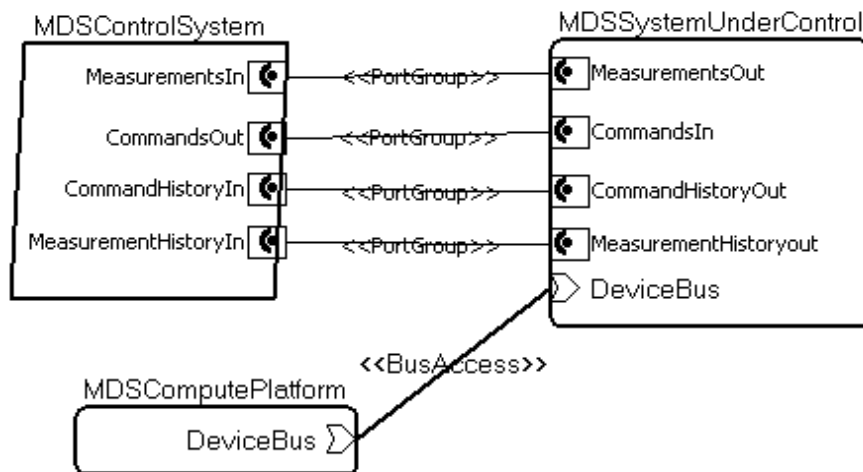 MDSControlSystem
MDSSystemUnderControl
MeasurementsIn <<PortGroup>> MeasurementsOut
CommandsOut <<PortGroup>> CommandsIn
CommandHistoryIn <<PortGroup>> CommandHistoryOut
MeasurementHistoryIn <<PortGroup>> MeasurementHistoryout
DeviceBus
<<BusAccess>>
MDSComputePlatform
DeviceBus